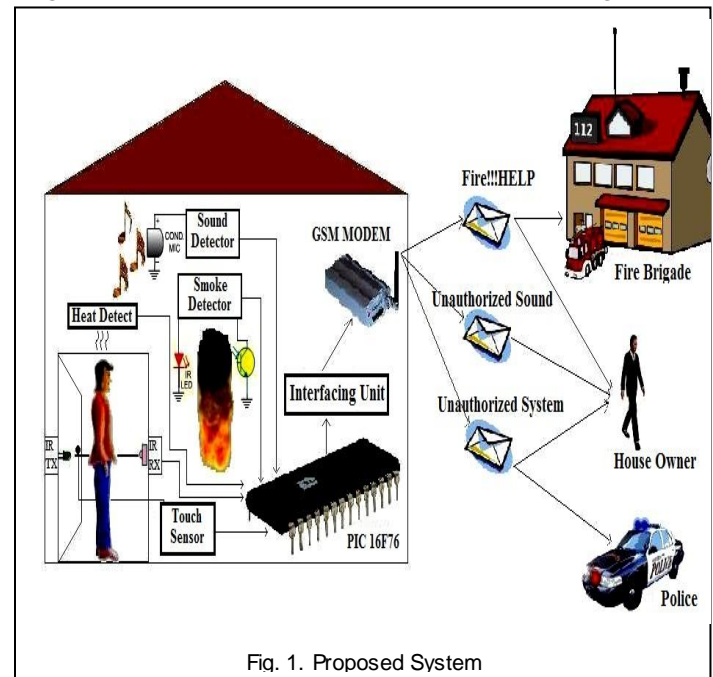 112
Fire!!!HELP
Fire Brigade
COND.
MIC
Sound
Detector
GSM MODEM
Smoke
Detector
Unauthorized Sound
Heat Detect
IR
LED
Interfacing Unit
Unauthorized System
House Owner
IR
TX
IR
RX
Touch
Sensor
PIC 16F76
POLICE
Police
Fig. 1. Proposed System